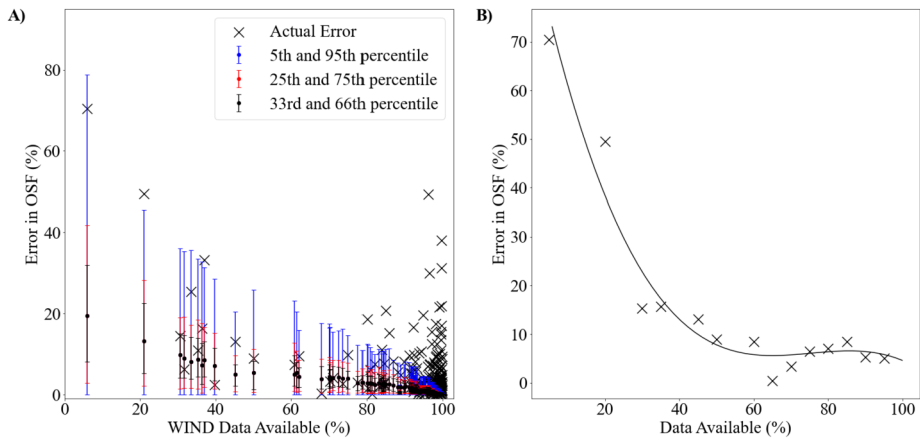 A)
Error in OSF (%)
80
60
40
20
0
Actual Error
5th and 95th percentile
25th and 75th percentile
33rd and 66th percentile
0 20 40 60 80 100
WIND Data Available (%)
B)
Error in OSF (%)
70
60
50
40
30
20
10
0
20 40 60 80 100
Data Available (%)